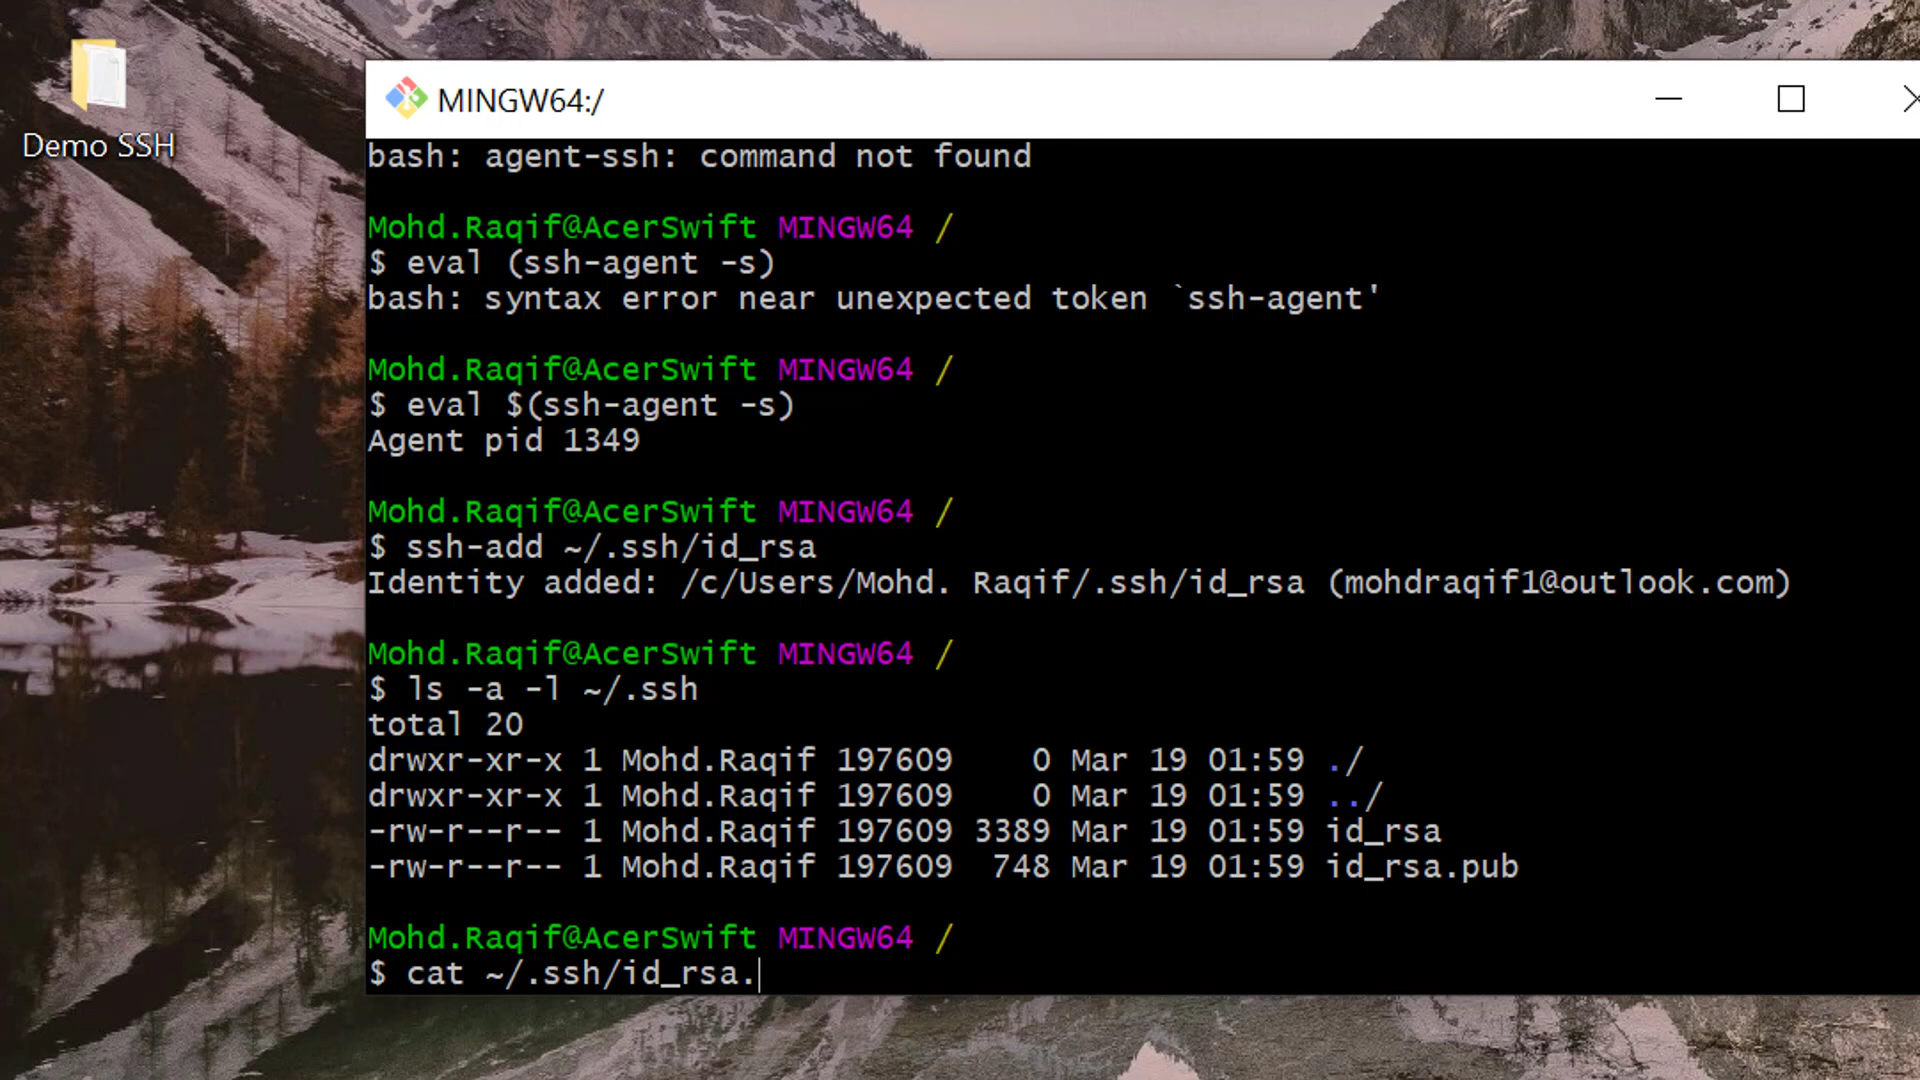 Demo SSH
MINGW64:/
bash: agent-ssh: command not found
Mohd.Raqif@AcerSwift MINGW64 /
$ eval (ssh-agent -s)
bash: syntax error near unexpected token `ssh-agent'
Mohd.Raqif@AcerSwift MINGW64 /
$ eval $(ssh-agent -s)
Agent pid 1349
Mohd.Raqif@AcerSwift MINGW64 /
$ ssh-add ~/.ssh/id_rsa
Identity added: /c/Users/Mohd. Raqif/.ssh/id_rsa (mohdraqif1@outlook.com)
Mohd.Raqif@AcerSwift MINGW64 /
$ ls -a -l ~/.ssh
total 20
drwxr-xr-x 1 Mohd.Raqif 197609    0 Mar 19 01:59 ./
drwxr-xr-x 1 Mohd.Raqif 197609    0 Mar 19 01:59 ../
-rw-r--r-- 1 Mohd.Raqif 197609 3389 Mar 19 01:59 id_rsa
-rw-r--r-- 1 Mohd.Raqif 197609  748 Mar 19 01:59 id_rsa.pub
Mohd.Raqif@AcerSwift MINGW64 /
$ cat ~/.ssh/id_rsa.